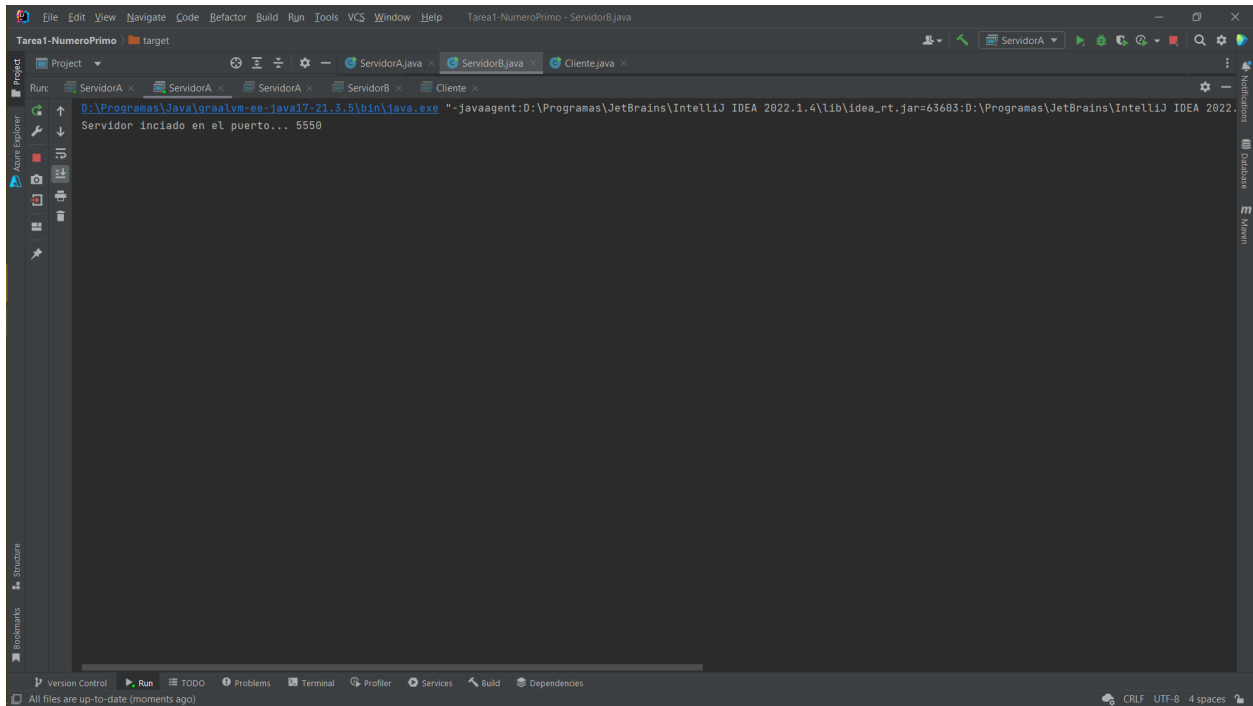 File Edit View Navigate Code Refactor Build Run Tools VCS Window Help Tarea1-NumeroPrimo - ServidorB.java
Tarea1-NumeroPrimo target ServidorA
Project ServidorA.java ServidorB.java Cliente.java
Run: ServidorA ServidorA ServidorA ServidorB Cliente
D:\Programas\Java\graalvm-ee-java17-21.3.5\bin\java.exe "-javaagent:D:\Programas\JetBrains\IntelliJ IDEA 2022.1.4\lib\idea_rt.jar=63603:D:\Programas\JetBrains\IntelliJ IDEA 2022.
Servidor inciado en el puerto... 5550
Project
Azure Explorer
Structure
Bookmarks
Notifications
Database
m Maven
Version Control Run TODO Problems Terminal Profiler Services Build Dependencies
All files are up-to-date (moments ago) CRLF UTF-8 4 spaces